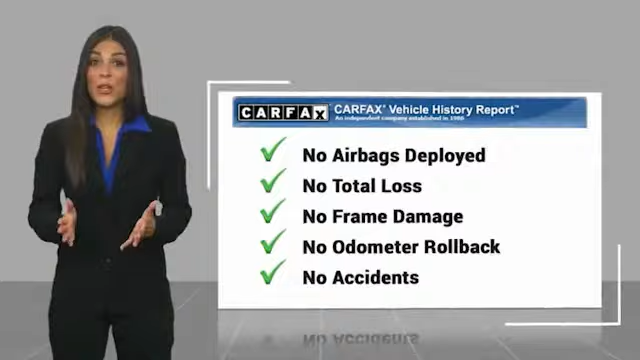 CARFAX CARFAX® Vehicle History Report™
An independent company established in 1986
No Airbags Deployed
No Total Loss
No Frame Damage
No Odometer Rollback
No Accidents